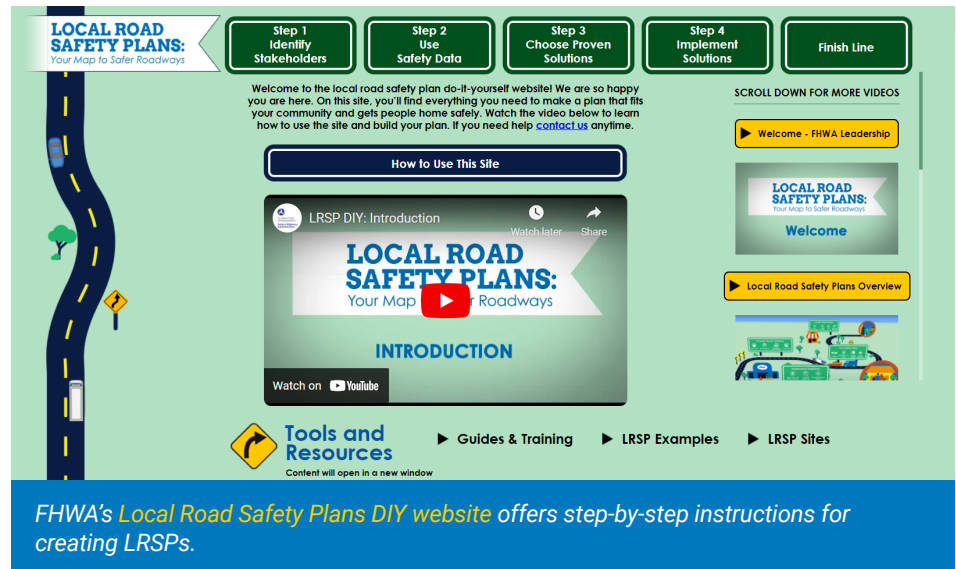 LOCAL ROAD
SAFETY PLANS:
Your Map to Safer Roadways
Step 1
Identify
Stakeholders
Step 2
Use
Safety Data
Step 3
Choose Proven
Solutions
Step 4
Implement
Solutions
Finish Line
Welcome to the local road safety plan do-it-yourself website! We are so happy
you are here. On this site, you'll find everything you need to make a plan that fits
your community and gets people home safely. Watch the video below to learn
how to use the site and build your plan. If you need help contact us anytime.
How to Use This Site
LRSP DIY: Introduction
Watch later
Share
LOCAL ROAD
SAFETY PLANS:
Your Map r Roadways
INTRODUCTION
Watch on YouTube
SCROLL DOWN FOR MORE VIDEOS
Welcome - FHWA Leadership
LOCAL ROAD
SAFETY PLANS:
Your Map to Safer Roadways
Welcome
Local Road Safety Plans Overview
Tools and
Resources
Content will open in a new window
Guides & Training
LRSP Examples
LRSP Sites
FHWA's Local Road Safety Plans DIY website offers step-by-step instructions for
creating LRSPs.